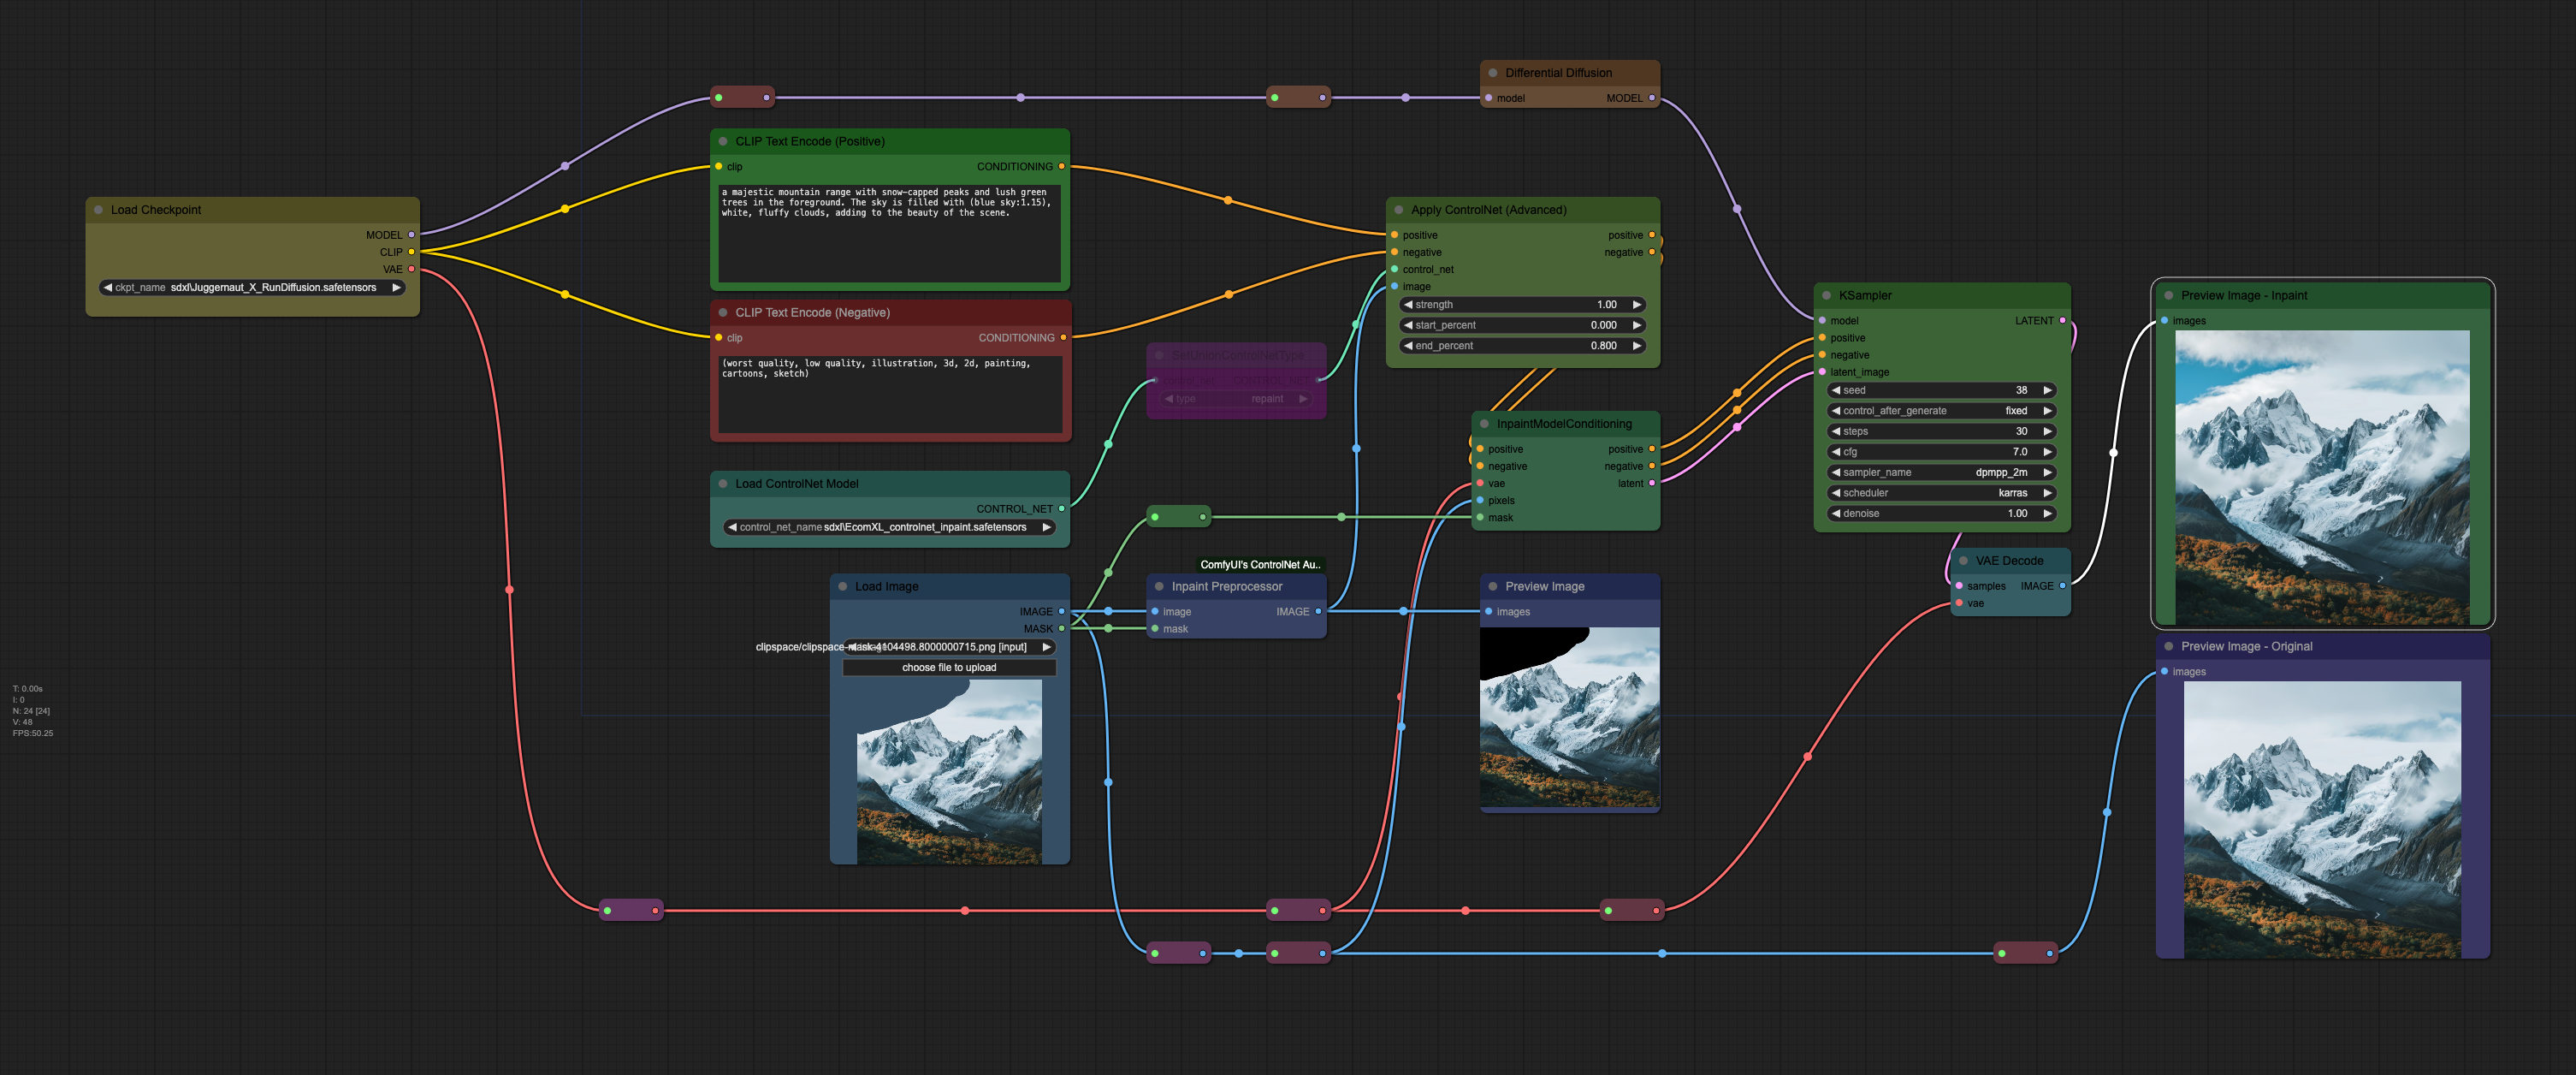 Differential Diffusion
model MODEL
CLIP Text Encode (Positive)
clip CONDITIONING
a majestic mountain range with snow-capped peaks and lush green
trees in the foreground. The sky is filled with (blue sky:1.15),
white, fluffy clouds, adding to the beauty of the scene.
Load Checkpoint
MODEL
CLIP
VAE
ckpt_name sdxl\Juggernaut_X_RunDiffusion.safetensors
Apply ControlNet (Advanced)
positive positive
negative negative
control_net
image
strength 1.00
start_percent 0.000
end_percent 0.800
CLIP Text Encode (Negative)
clip CONDITIONING
(worst quality, low quality, illustration, 3d, 2d, painting,
cartoons, sketch)
SetUnionControlNetType
control_net CONTROL_NET
type repaint
KSampler
model LATENT
positive
negative
latent_image
seed 38
control_after_generate fixed
steps 30
cfg 7.0
sampler_name dpmpp_2m
scheduler karras
denoise 1.00
Preview Image - Inpaint
images
InpaintModelConditioning
positive positive
negative negative
vae latent
pixels
mask
Load ControlNet Model
CONTROL_NET
control_net_name sdxl\EcomXL_controlnet_inpaint.safetensors
Load Image
IMAGE
MASK
clipspace/clipspace-mask-4104498.8000000715.png [input]
choose file to upload
ComfyUI's ControlNet Au..
Inpaint Preprocessor
image IMAGE
mask
Preview Image
images
VAE Decode
samples IMAGE
vae
Preview Image - Original
images
T: 0.00s
I: 0
N: 24 [24]
V: 48
FPS:50.25